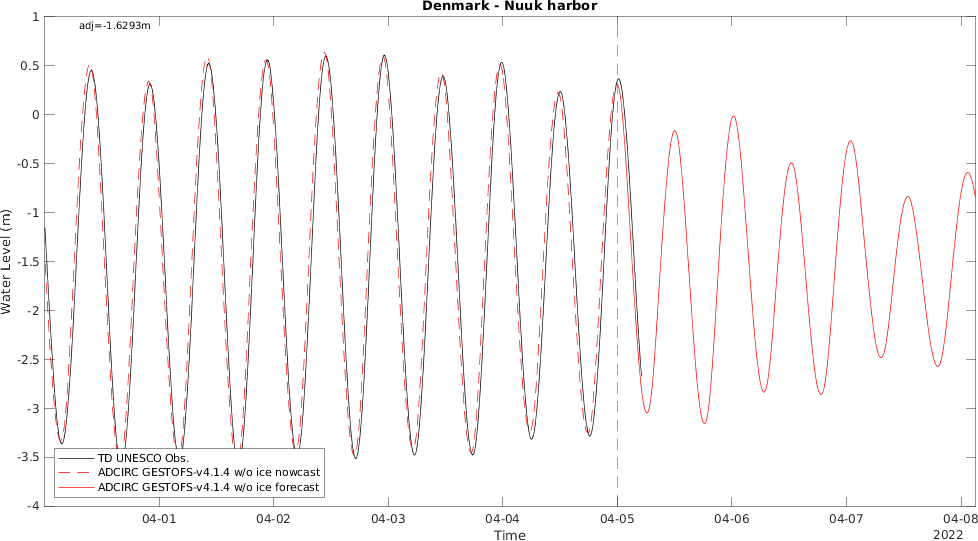 Denmark - Nuuk harbor
1
adj=-1.6293m
0.5
0
-0.5
-1
-1.5
-2
-2.5
-3
-3.5
-4
Water Level (m)
TD UNESCO Obs.
ADCIRC GESTOFS-v4.1.4 w/o ice nowcast
ADCIRC GESTOFS-v4.1.4 w/o ice forecast
04-01 04-02 04-03 04-04 04-05 04-06 04-07 04-08
Time
2022